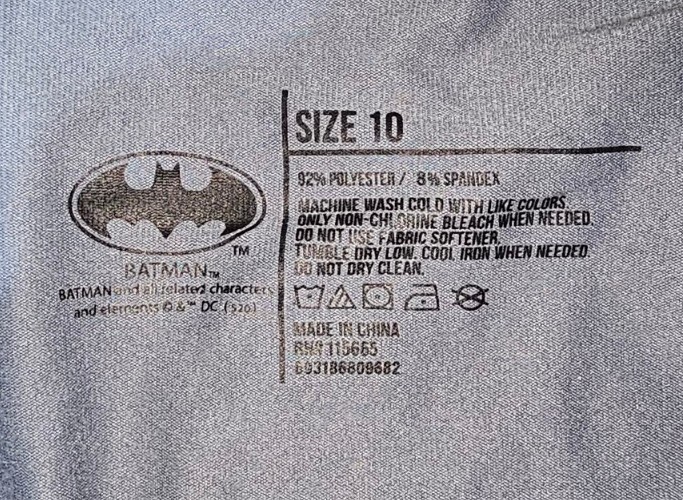 SIZE 10
92% POLYESTER / 8% SPANDEX
MACHINE WASH COLD WITH LIKE COLORS.
ONLY NON-CHLORINE BLEACH WHEN NEEDED.
DO NOT USE FABRIC SOFTENER.
TUMBLE DRY LOW. COOL IRON WHEN NEEDED.
DO NOT DRY CLEAN.
MADE IN CHINA
RN# 115665
693186809682
TM
BATMAN™
BATMAN and all related characters
and elements © & ™ DC (s20)